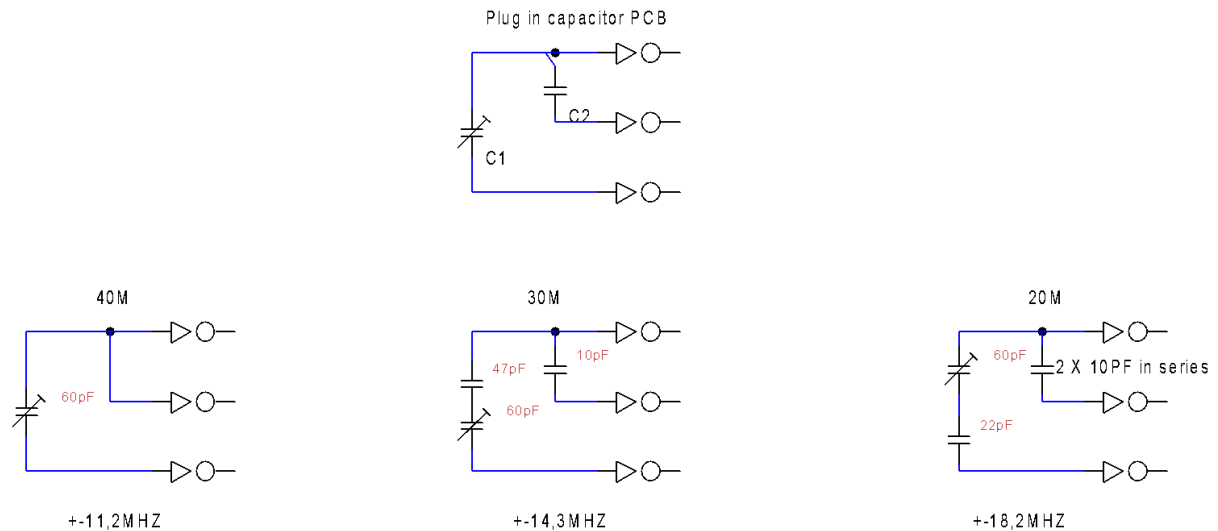 Plug in capacitor PCB
C2
C1
40M
30M
20M
10pF
60pF
2 X 10PF in series
47pF
60pF
60pF
22pF
+-11,2MHZ
+-14,3MHZ
+-18,2MHZ